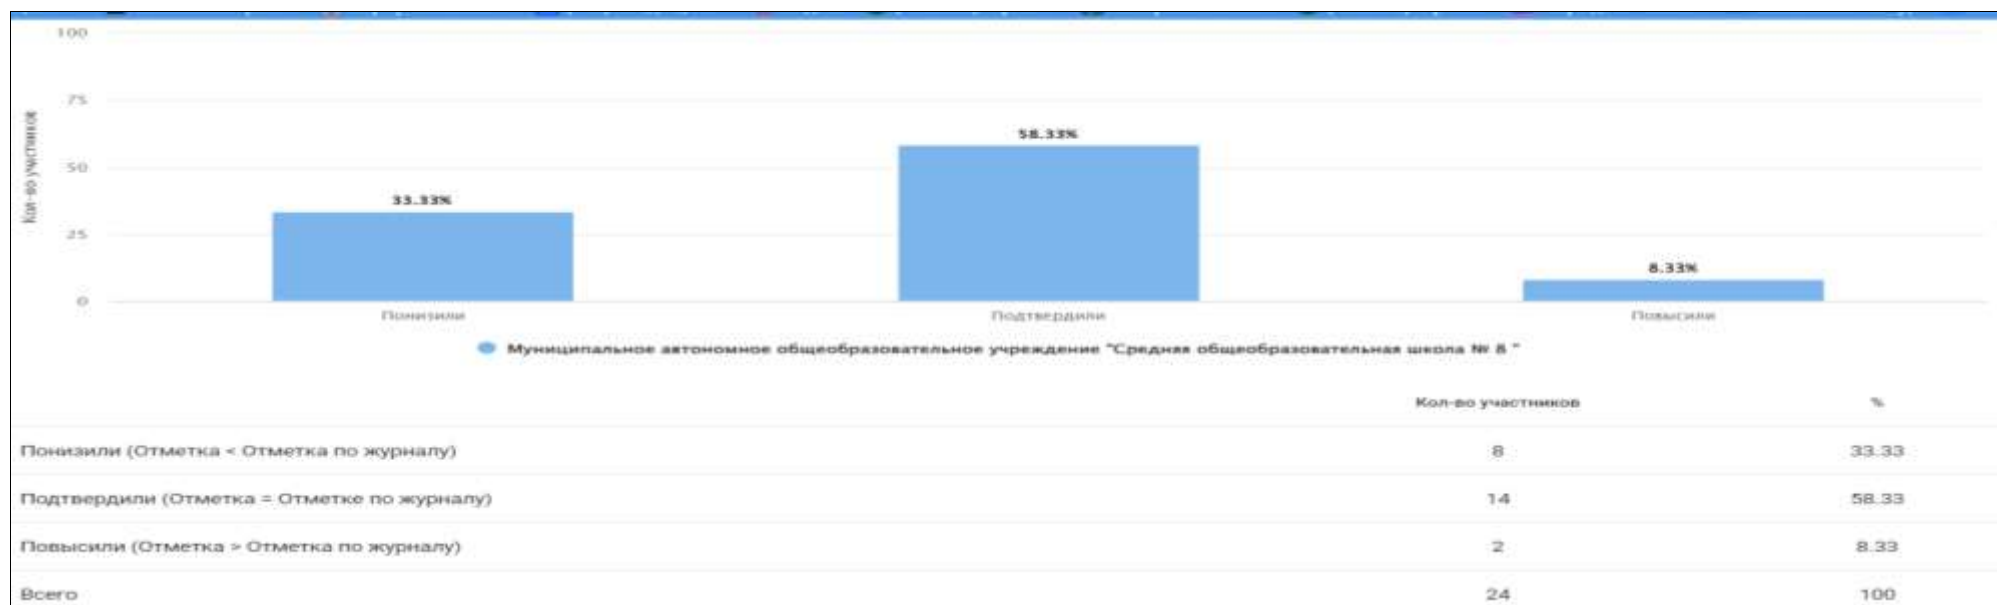 100
75
50
25
0
Кол-во участников
33.33%
58.33%
8.33%
Понизили
Подтвердили
Повысили
Муниципальное автономное общеобразовательное учреждение "Средняя общеобразовательная школа № 8 "
Кол-во участников %
Понизили (Отметка < Отметка по журналу) 8 33.33
Подтвердили (Отметка = Отметке по журналу) 14 58.33
Повысили (Отметка > Отметка по журналу) 2 8.33
Всего 24 100